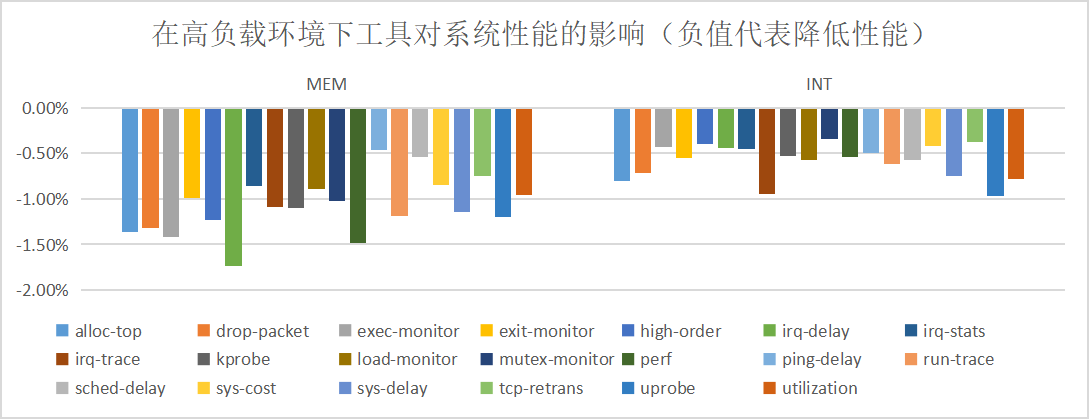 在高负载环境下工具对系统性能的影响（负值代表降低性能）
MEM INT
0.00%
-0.50%
-1.00%
-1.50%
-2.00%
alloc-top drop-packet exec-monitor exit-monitor high-order irq-delay irq-stats
irq-trace kprobe load-monitor mutex-monitor perf ping-delay run-trace
sched-delay sys-cost sys-delay tcp-retrans uprobe utilization